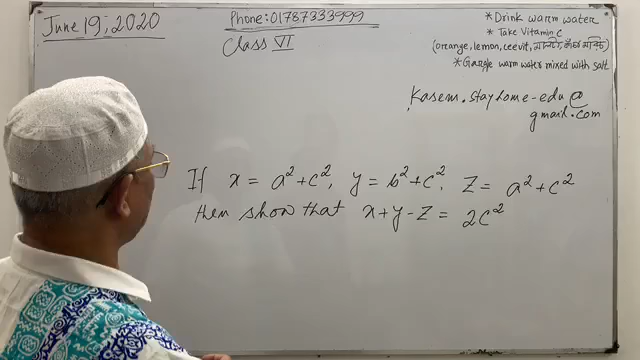 June 19, 2020
Phone: 01787333999
Class VI
* Drink warm water
* Take Vitamin C
(orrange, lemon, ceevit,
* Gargle warm water mixed with salt
Kasem.stayhome-edu@
gmail.com
If x = a²+c², y = b²+c², z = a²+c²
then show that x+y-z = 2c²